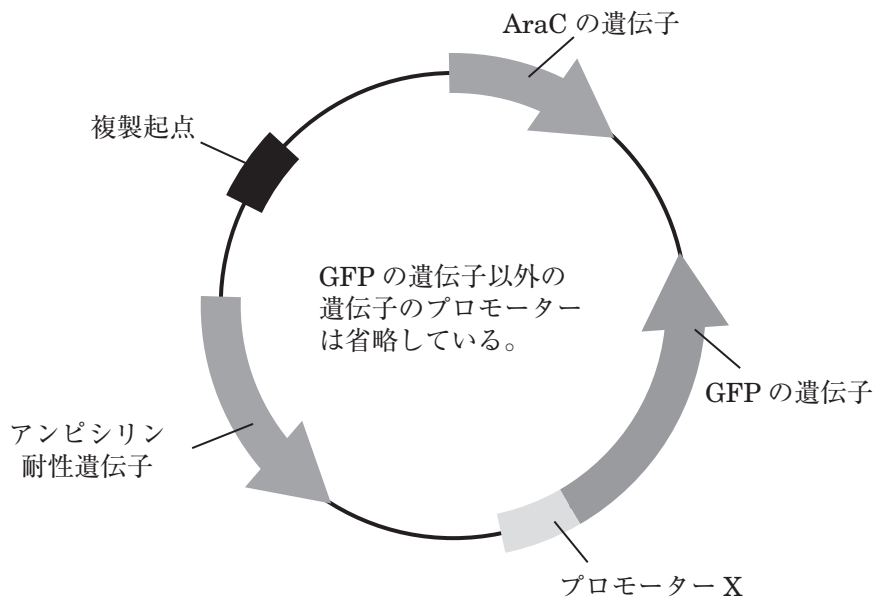 AraC の遺伝子
複製起点
GFP の遺伝子以外の
遺伝子のプロモーター
は省略している。
GFP の遺伝子
アンピシリン
耐性遺伝子
プロモーター X